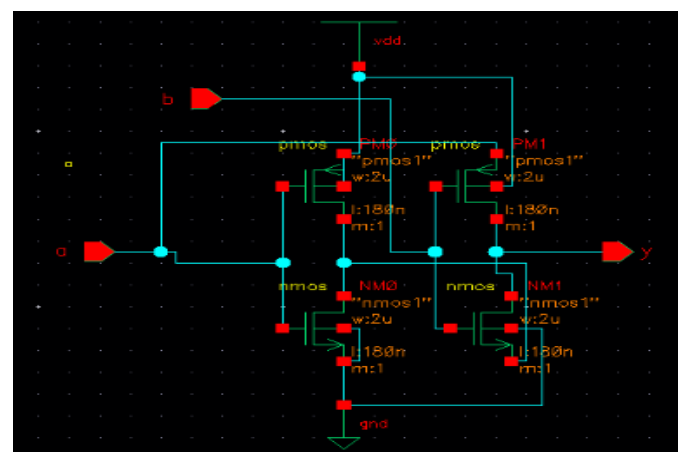 vdd
b
pmos PM0 pmos PM1
"pmos1" "pmos1"
w:2u w:2u
l:180n l:180n
m:1 m:1
a y
nmos NM0 nmos NM1
"nmos1" "nmos1"
w:2u w:2u
l:180n l:180n
m:1 m:1
gnd